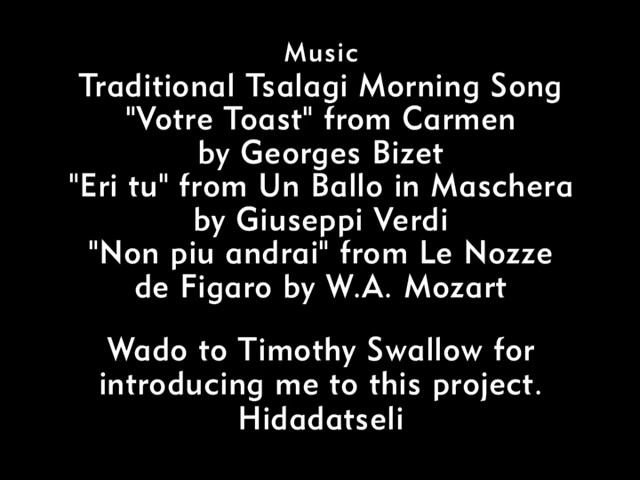 Music
Traditional Tsalagi Morning Song
"Votre Toast" from Carmen
by Georges Bizet
"Eri tu" from Un Ballo in Maschera
by Giuseppi Verdi
"Non piu andrai" from Le Nozze
de Figaro by W.A. Mozart
Wado to Timothy Swallow for
introducing me to this project.
Hidadatseli